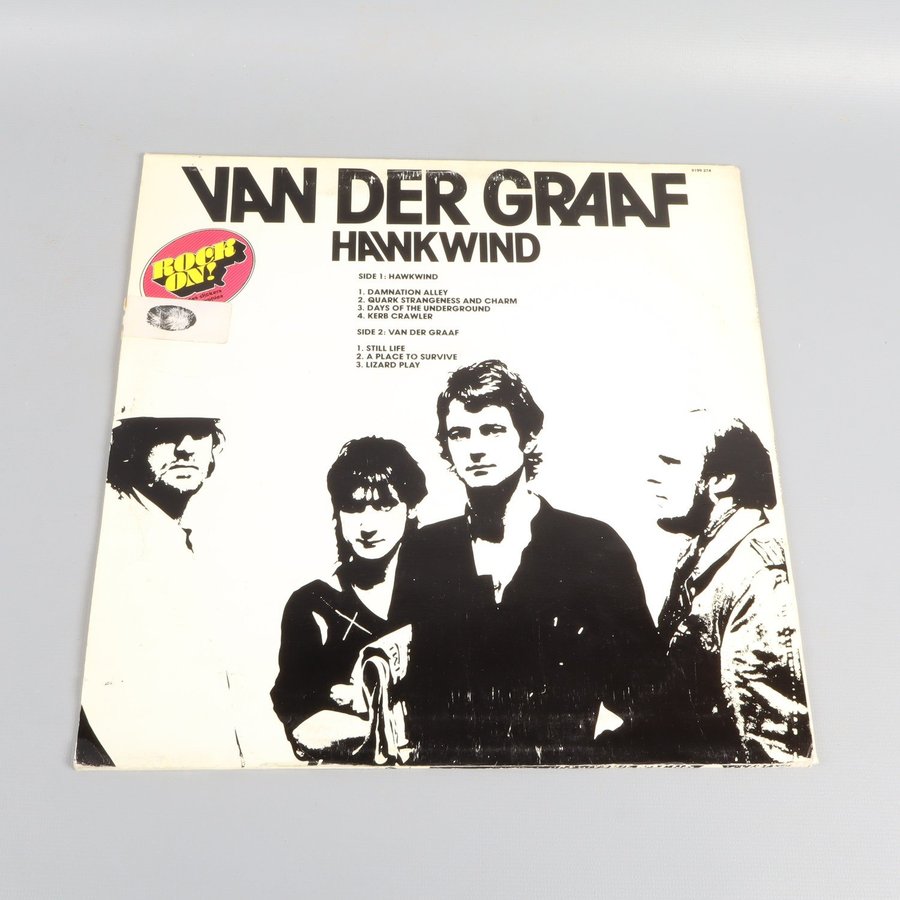 VAN DER GRAAF
HAWKWIND
ROCK
ON!
SIDE 1: HAWKWIND
1. DAMNATION ALLEY
2. QUARK STRANGENESS AND CHARM
3. DAYS OF THE UNDERGROUND
4. KERB CRAWLER
SIDE 2: VAN DER GRAAF
1. STILL LIFE
2. A PLACE TO SURVIVE
3. LIZARD PLAY